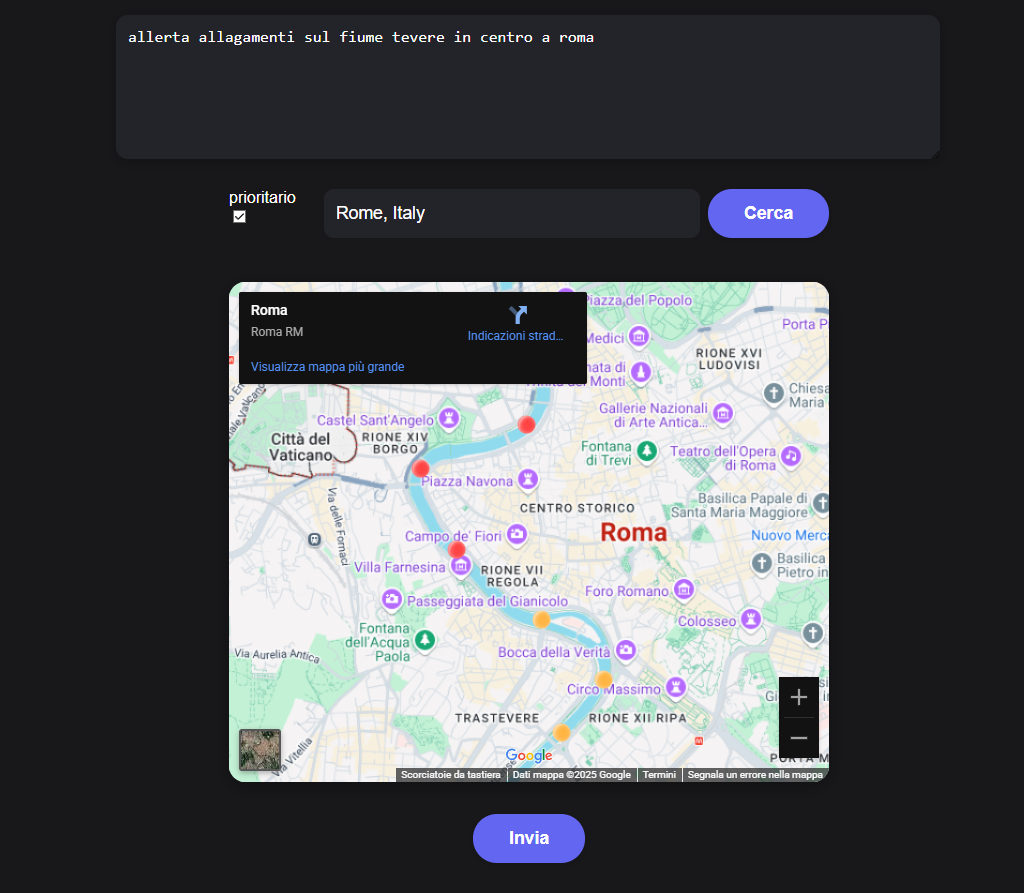 allerta allagamenti sul fiume tevere in centro a roma
prioritario
Rome, Italy
Cerca
Roma
Roma RM
Indicazioni strad...
Visualizza mappa più grande
Piazza del Popolo
Porta P
Medici
RIONE XVI
LUDOVISI
Monti
Chiesa
Maria
Gallerie Nazionali
di Arte Antica...
Castel Sant'Angelo
RIONE XIV
BORGO
Città del
Vaticano
Fontana
di Trevi
Teatro dell'Opera
di Roma
Piazza Navona
Via delle Fornaci
CENTRO STORICO
Basilica Papale di
Santa Maria Maggiore
Roma
Nuovo Merca
Campo de' Fiori
Villa Farnesina
Basilica
Pietro in
RIONE VII
REGOLA
Foro Romano
Passeggiata del Gianicolo
Colosseo
Fontana
dell'Acqua
Paola
Via Aurelia Antica
Bocca della Verità
Circo Massimo
TRASTEVERE
RIONE XII RIPA
Via Vitellia
Google
Scorciatoie da tastiera
Dati mappa ©2025 Google
Termini
Segnala un errore nella mappa
Invia